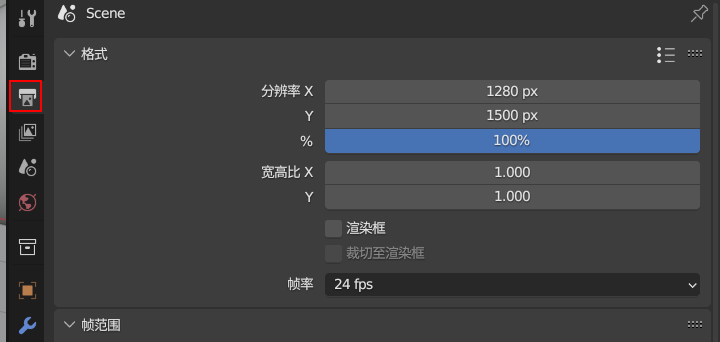 Scene
格式
分辨率 X 1280 px
Y 1500 px
% 100%
宽高比 X 1.000
Y 1.000
渲染框
裁切至渲染框
帧率 24 fps
帧范围